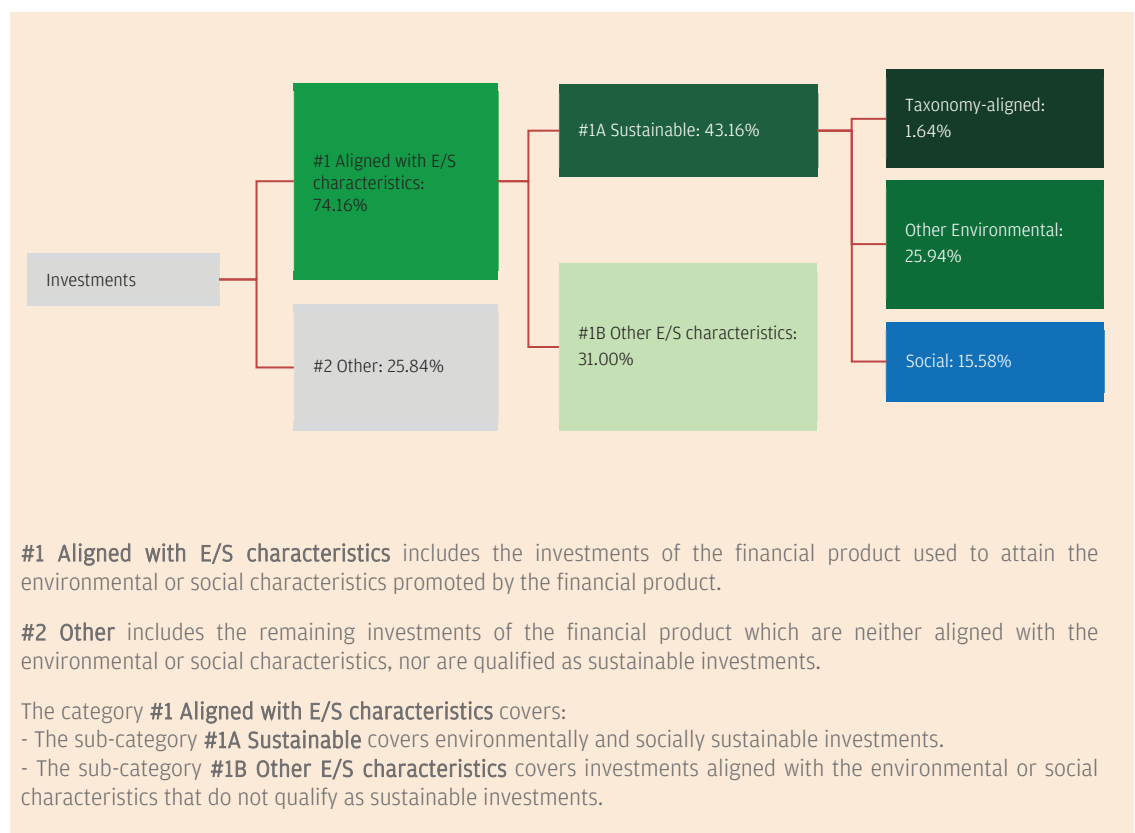 Investments
#1 Aligned with E/S
characteristics:
74.16%
#2 Other: 25.84%
#1A Sustainable: 43.16%
#1B Other E/S characteristics:
31.00%
Taxonomy-aligned:
1.64%
Other Environmental:
25.94%
Social: 15.58%
#1 Aligned with E/S characteristics includes the investments of the financial product used to attain the
environmental or social characteristics promoted by the financial product.
#2 Other includes the remaining investments of the financial product which are neither aligned with the
environmental or social characteristics, nor are qualified as sustainable investments.
The category #1 Aligned with E/S characteristics covers:
- The sub-category #1A Sustainable covers environmentally and socially sustainable investments.
- The sub-category #1B Other E/S characteristics covers investments aligned with the environmental or social
characteristics that do not qualify as sustainable investments.